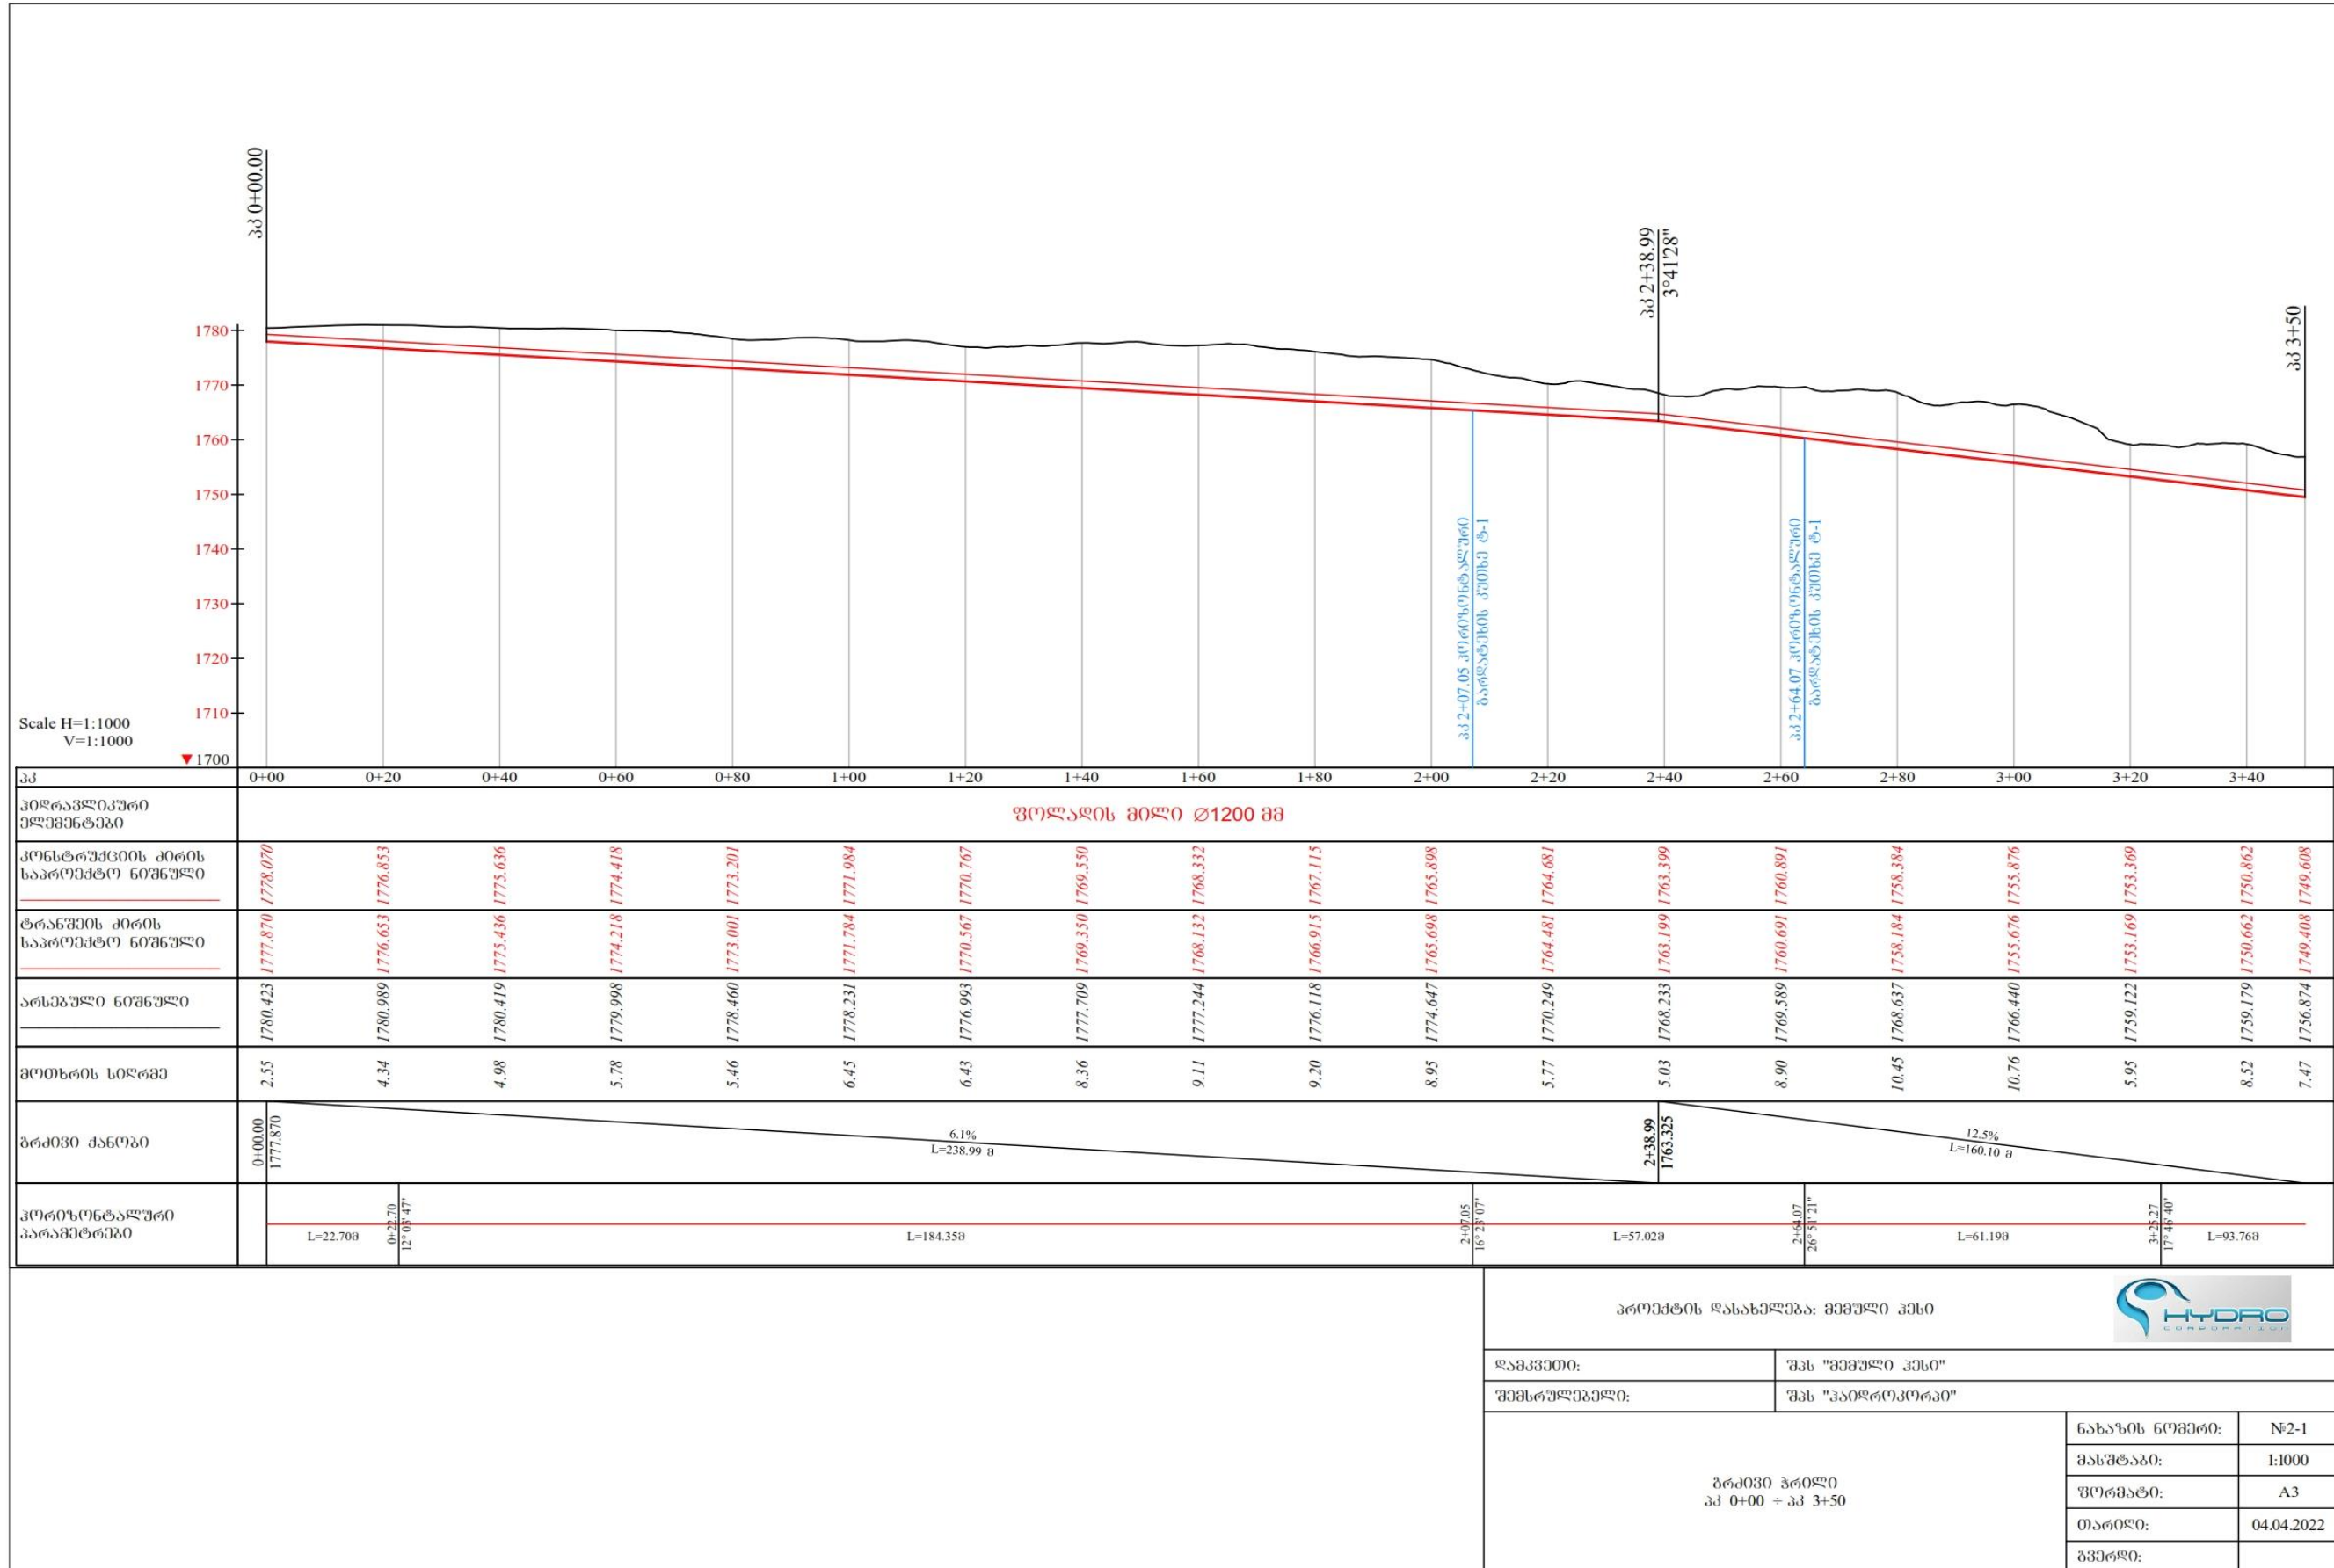 პკ 0+00.00
პკ 2+38.99
3°41'28"
პკ 3+50
1780
1770
1760
1750
1740
1730
1720
1710
Scale H=1:1000
V=1:1000
▼1700
პკ 2+07.05 ჰორიზონტალური
გარდატეხის კუთხე ტ-1
პკ 2+64.07 ჰორიზონტალური
გარდატეხის კუთხე ტ-1
პკ 0+00 0+20 0+40 0+60 0+80 1+00 1+20 1+40 1+60 1+80 2+00 2+20 2+40 2+60 2+80 3+00 3+20 3+40
ჰიდრავლიკური
ელემენტები
ფოლადის მილი Ø1200 მმ
კონსტრუქციის ძირის
საპროექტო ნიშნული
1778.070 1776.853 1775.636 1774.418 1773.201 1771.984 1770.767 1769.550 1768.332 1767.115 1765.898 1764.681 1763.399 1760.891 1758.384 1755.876 1753.369 1750.862 1749.608
ტრანშეის ძირის
საპროექტო ნიშნული
1777.870 1776.653 1775.436 1774.218 1773.001 1771.784 1770.567 1769.350 1768.132 1766.915 1765.698 1764.481 1763.199 1760.691 1758.184 1755.676 1753.169 1750.662 1749.408
არსებული ნიშნული
1780.423 1780.989 1780.419 1779.998 1778.460 1778.231 1776.993 1777.709 1777.244 1776.118 1774.647 1770.249 1768.233 1769.589 1768.637 1766.440 1759.122 1759.179 1756.874
მოთხრის სიღრმე
2.55 4.34 4.98 5.78 5.46 6.45 6.43 8.36 9.11 9.20 8.95 5.77 5.03 8.90 10.45 10.76 5.95 8.52 7.47
გრძივი ქანობი
0+00.00
1777.870
6.1%
L=238.99 მ
2+38.99
1763.325
12.5%
L=160.10 მ
ჰორიზონტალური
პარამეტრები
L=22.70მ
0+22.70
12° 03' 47"
L=184.35მ
2+07.05
16° 23' 07"
L=57.02მ
2+64.07
26° 51' 21"
L=61.19მ
3+25.27
17° 46' 40"
L=93.76მ
პროექტის დასახელება: მემული ჰესი
HYDRO
CORPORATION
დამკვეთი: შპს "მემული ჰესი"
შემსრულებელი: შპს "ჰაიდროკორპი"
გრძივი ჭრილი
პკ 0+00 ÷ პკ 3+50
ნახაზის ნომერი: №2-1
მასშტაბი: 1:1000
ფორმატი: A3
თარიღი: 04.04.2022
გვერდი: